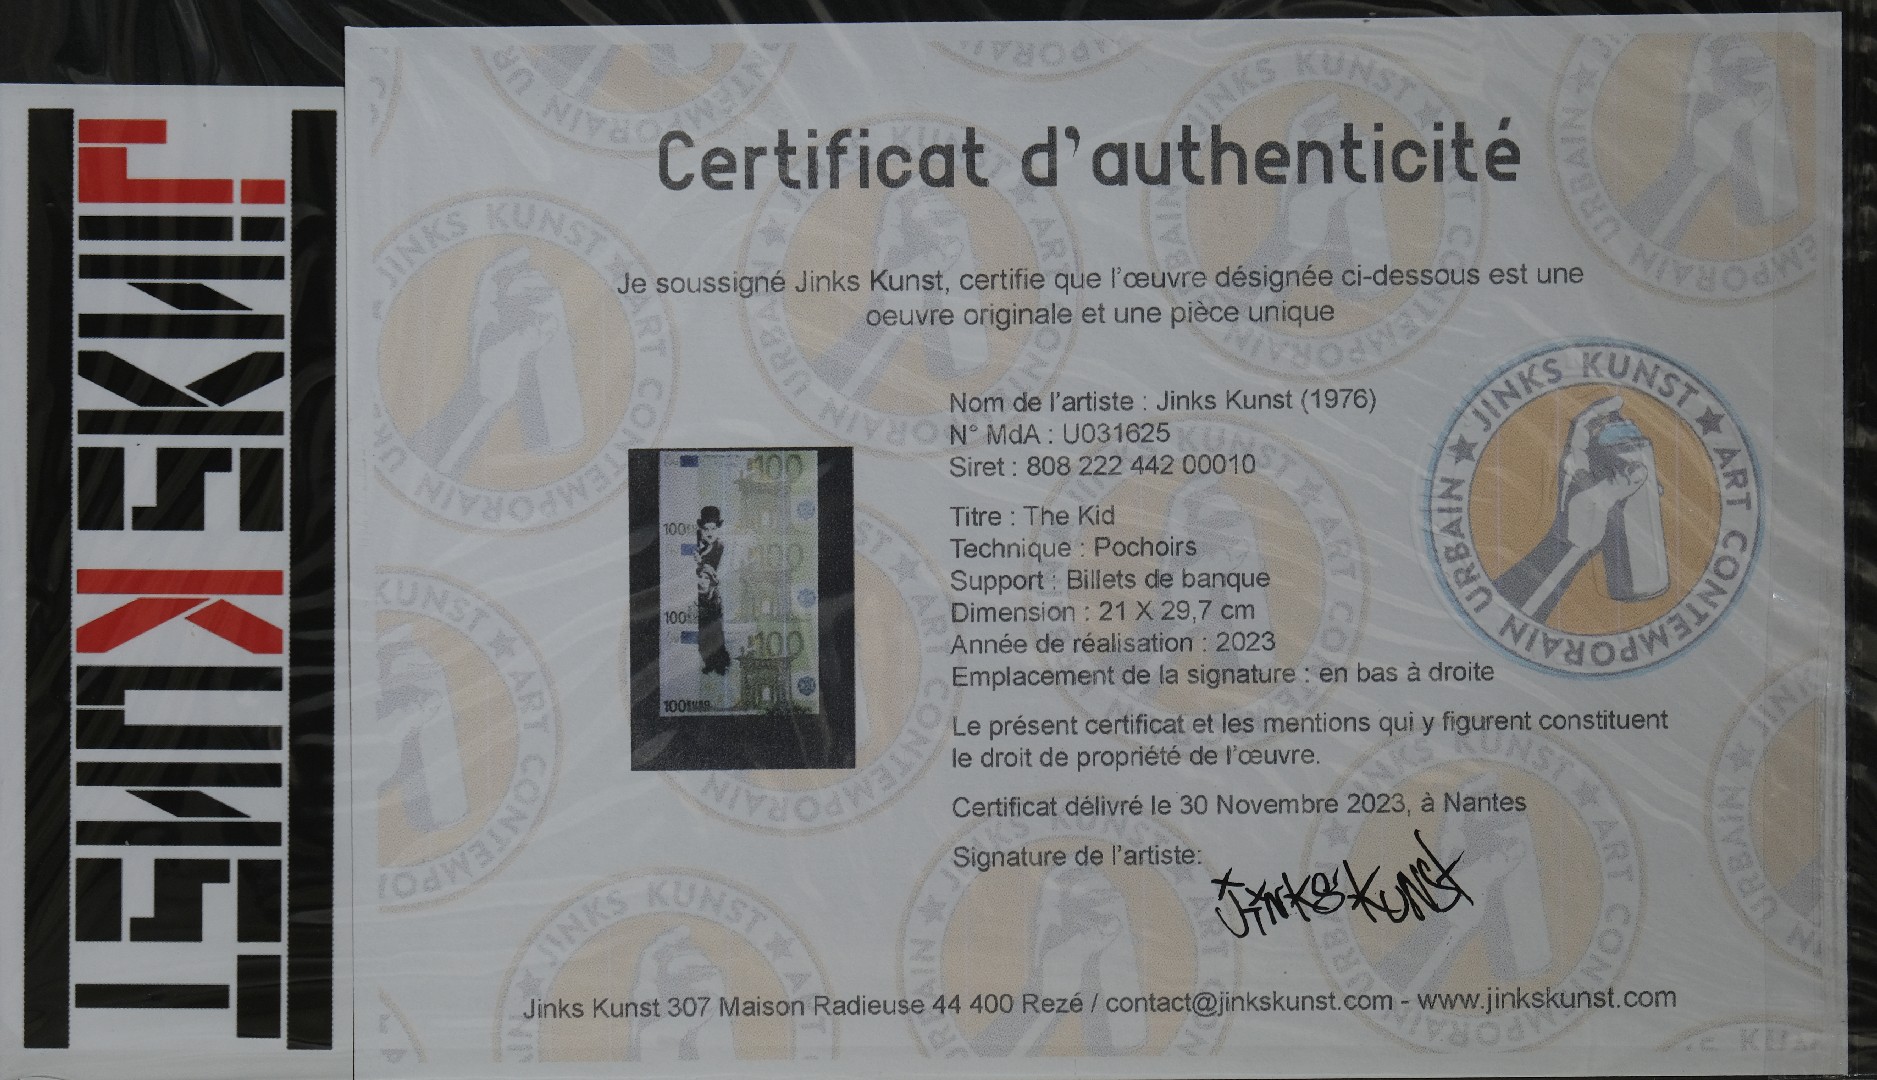 JINKS KUNST
Certificat d'authenticité
Je soussigné Jinks Kunst, certifie que l'œuvre désignée ci-dessous est une
oeuvre originale et une pièce unique
Nom de l'artiste : Jinks Kunst (1976)
N° MdA : U031625
Siret : 808 222 442 00010
Titre : The Kid
Technique : Pochoirs
Support : Billets de banque
Dimension : 21 X 29,7 cm
Année de réalisation : 2023
Emplacement de la signature : en bas à droite
JINKS KUNST ★ ART CONTEMPORAIN URBAIN ★
100
100
100
100
100
100 EURO
Le présent certificat et les mentions qui y figurent constituent
le droit de propriété de l'œuvre.
Certificat délivré le 30 Novembre 2023, à Nantes
Signature de l'artiste:
Jinks Kunst
Jinks Kunst 307 Maison Radieuse 44 400 Rezé / contact@jinkskunst.com - www.jinkskunst.com